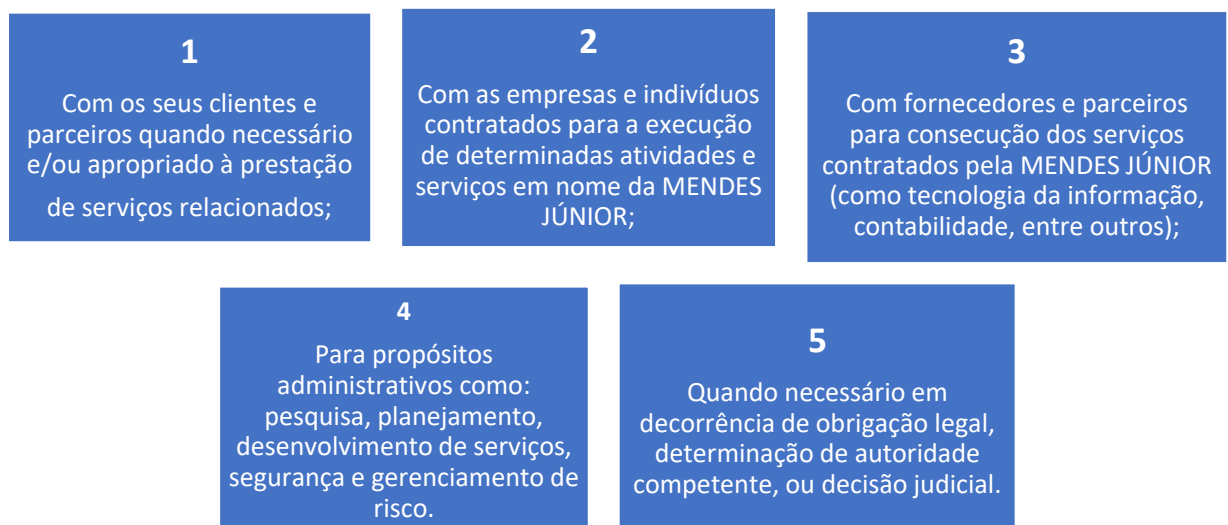 1
Com os seus clientes e
parceiros quando necessário
e/ou apropriado à prestação
de serviços relacionados;
2
Com as empresas e indivíduos
contratados para a execução
de determinadas atividades e
serviços em nome da MENDES
JÚNIOR;
3
Com fornecedores e parceiros
para consecução dos serviços
contratados pela MENDES JÚNIOR
(como tecnologia da informação,
contabilidade, entre outros);
4
Para propósitos
administrativos como:
pesquisa, planejamento,
desenvolvimento de serviços,
segurança e gerenciamento de
risco.
5
Quando necessário em
decorrência de obrigação legal,
determinação de autoridade
competente, ou decisão judicial.